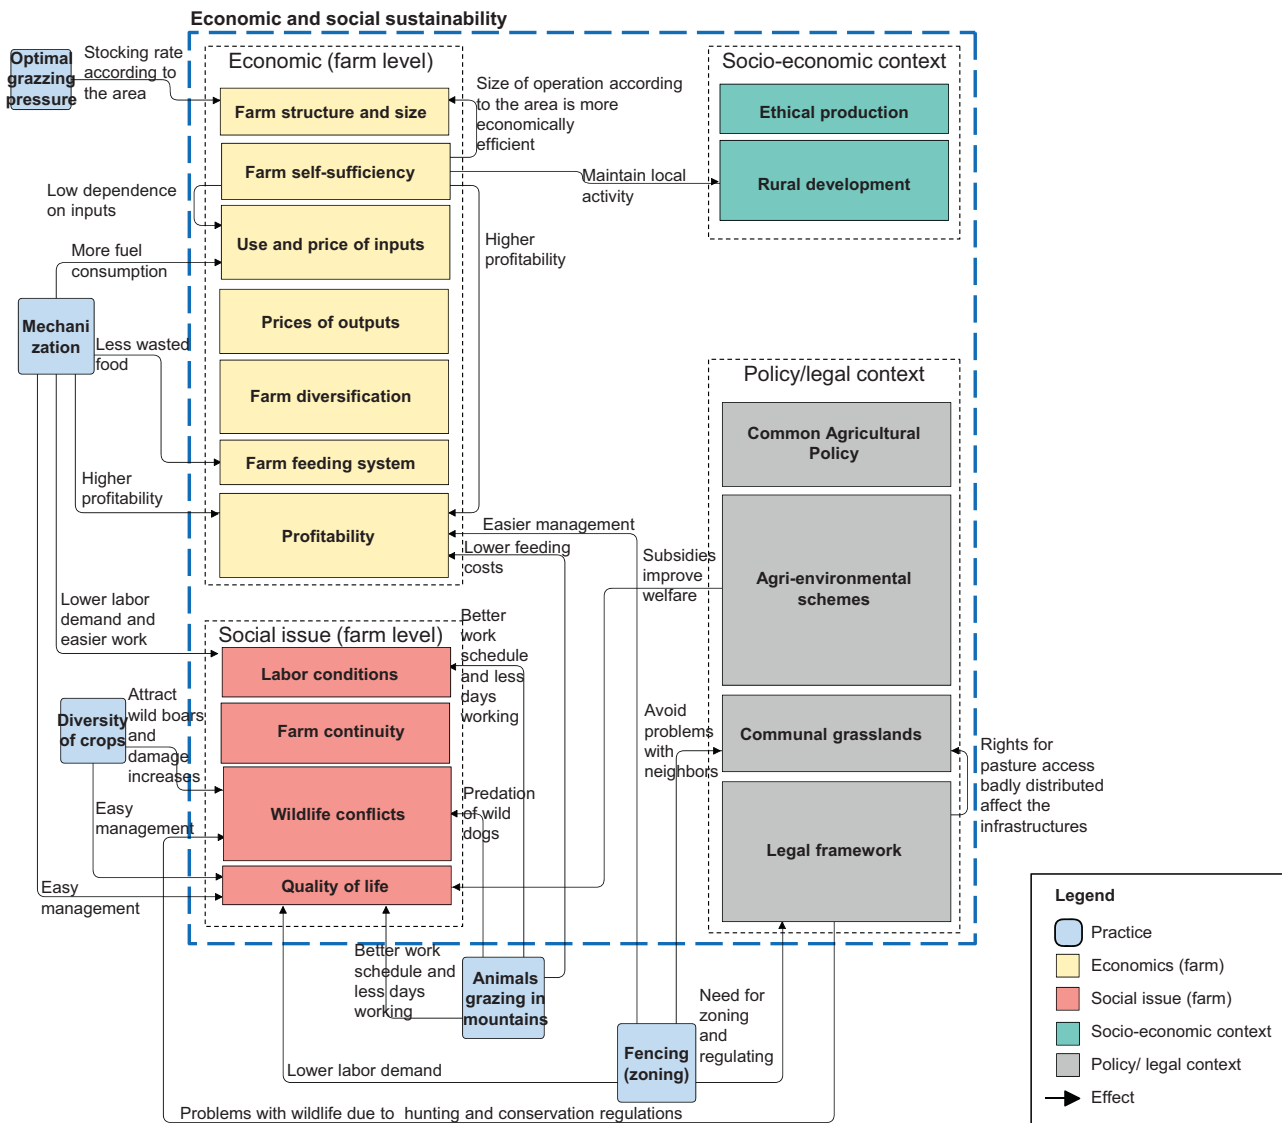 Economic and social sustainability
Optimal
grazzing
pressure
Stocking rate
according to
the area
Economic (farm level)
Farm structure and size
Farm self-sufficiency
Use and price of inputs
Prices of outputs
Farm diversification
Farm feeding system
Profitability
Size of operation according
to the area is more
economically
efficient
Socio-economic context
Ethical production
Rural development
Maintain local
activity
Low dependence
on inputs
More fuel
consumption
Higher
profitability
Mechani
zation
Less wasted
food
Higher
profitability
Policy/legal context
Common Agricultural
Policy
Agri-environmental
schemes
Communal grasslands
Legal framework
Easier management
Lower feeding
costs
Subsidies
improve
welfare
Lower labor
demand and
easier work
Social issue (farm level)
Labor conditions
Farm continuity
Wildlife conflicts
Quality of life
Better
work
schedule
and less
days
working
Diversity
of crops
Attract
wild boars
and
damage
increases
Avoid
problems
with
neighbors
Rights for
pasture access
badly distributed
affect the
infrastructures
Easy
management
Predation
of wild
dogs
Easy
management
Better work
schedule and
less days
working
Animals
grazing in
mountains
Need for
zoning
and
regulating
Fencing
(zoning)
Lower labor demand
Problems with wildlife due to hunting and conservation regulations
Legend
Practice
Economics (farm)
Social issue (farm)
Socio-economic context
Policy/ legal context
Effect